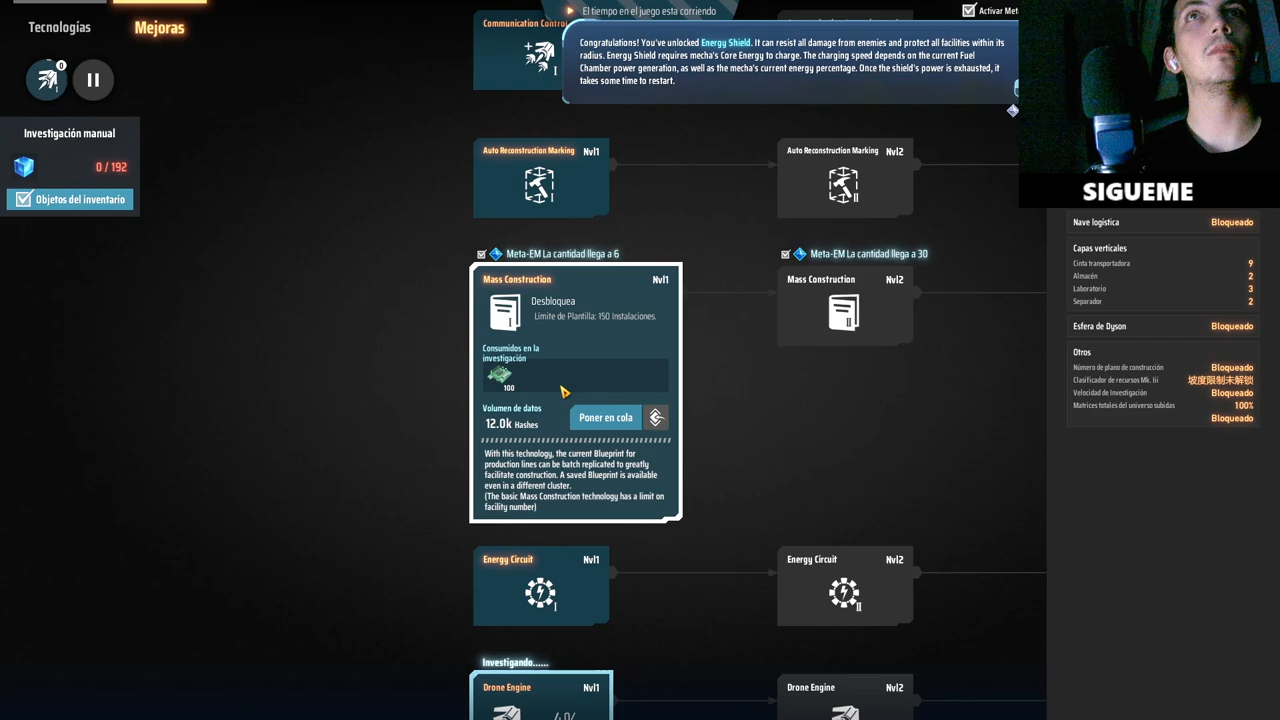 Tecnologías
Mejoras
0
Investigación manual
0 / 192
Objetos del inventario
El tiempo en el juego esta corriendo
Activar Met
Communication Control
I
Congratulations! You've unlocked Energy Shield. It can resist all damage from enemies and protect all facilities within its
radius. Energy Shield requires mecha's Core Energy to charge. The charging speed depends on the current Fuel
Chamber power generation, as well as the mecha's current energy percentage. Once the shield's power is exhausted, it
takes some time to restart.
SIGUEME
Auto Reconstruction Marking Nvl1
I
Auto Reconstruction Marking Nvl2
II
Meta-EM La cantidad llega a 6
Meta-EM La cantidad llega a 30
Mass Construction Nvl1
I
Desbloquea
Límite de Plantilla: 150 Instalaciones.
Consumidos en la
investigación
100
Volumen de datos
12.0k Hashes
Poner en cola
With this technology, the current Blueprint for
production lines can be batch replicated to greatly
facilitate construction. A saved Blueprint is available
even in a different cluster.
(The basic Mass Construction technology has a limit on
facility number)
Mass Construction Nvl2
II
Energy Circuit Nvl1
I
Energy Circuit Nvl2
II
Investigando......
Drone Engine Nvl1
Drone Engine Nvl2
Nave logística Bloqueado
Capas verticales
Cinta transportadora 9
Almacén 2
Laboratorio 3
Separador 2
Esfera de Dyson Bloqueado
Otros
Número de plano de construcción Bloqueado
Clasificador de recursos Mk. Iii 坡度限制未解锁
Velocidad de Investigación Bloqueado
Matrices totales del universo subidas 100%
Bloqueado